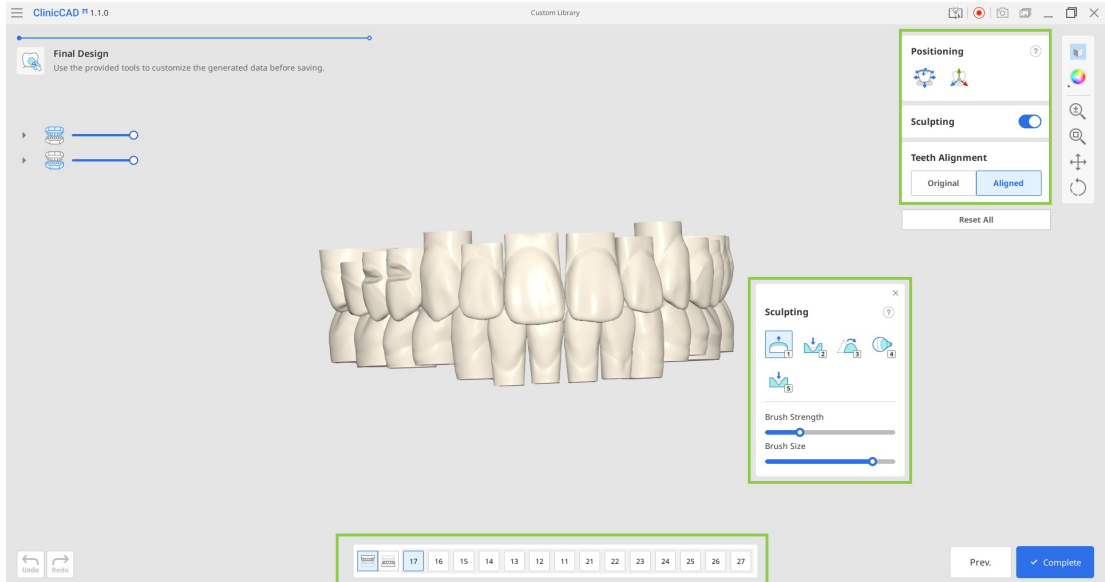 ClinicCAD 1.1.0
Custom Library
Final Design
Use the provided tools to customize the generated data before saving.
Positioning
?
Sculpting
Teeth Alignment
Original Aligned
Reset All
Sculpting
?
1 2 3 4
5
Brush Strength
Brush Size
Undo Redo
17 16 15 14 13 12 11 21 22 23 24 25 26 27
Prev. Complete